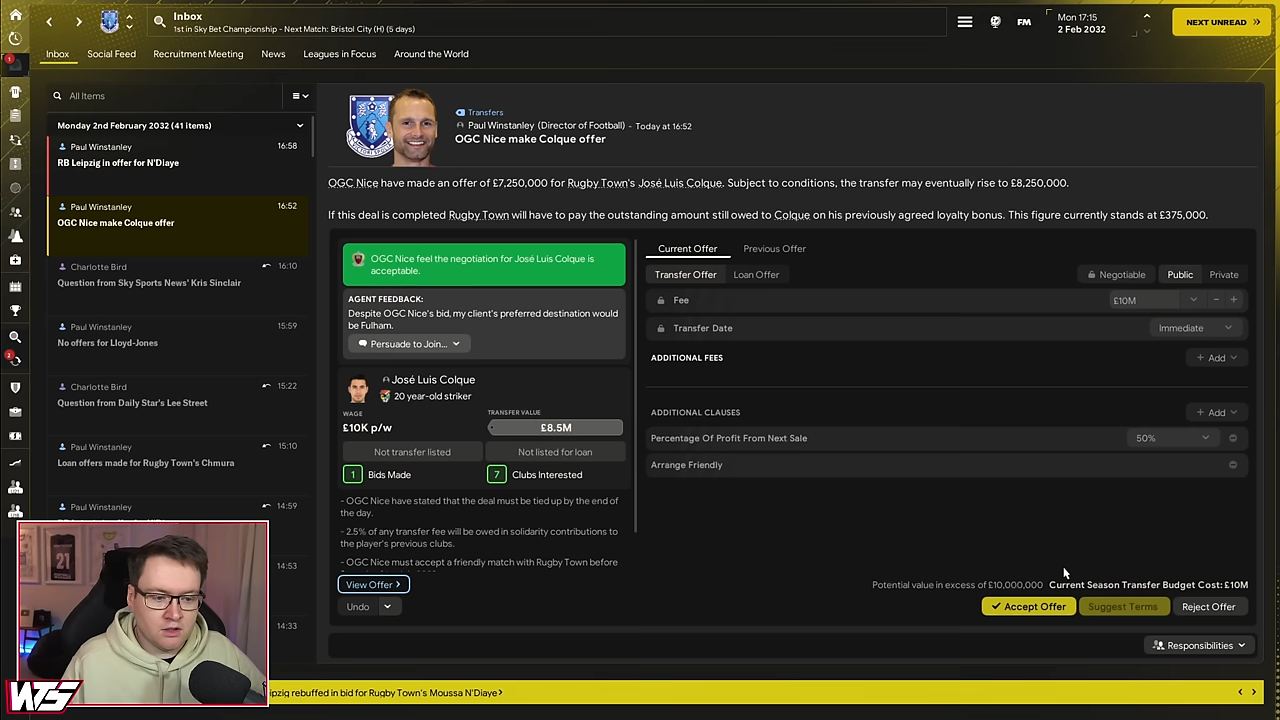 Inbox
1st in Sky Bet Championship - Next Match: Bristol City (H) (5 days)
FM
Mon 17:15
2 Feb 2032
NEXT UNREAD
Inbox
Social Feed
Recruitment Meeting
News
Leagues in Focus
Around the World
1
2
All Items
Monday 2nd February 2032 (41 items)
Paul Winstanley
16:58
RB Leipzig in offer for N'Diaye
Paul Winstanley
16:52
OGC Nice make Colque offer
Charlotte Bird
16:10
Question from Sky Sports News' Kris Sinclair
Paul Winstanley
15:59
No offers for Lloyd-Jones
Charlotte Bird
15:22
Question from Daily Star's Lee Street
Paul Winstanley
15:10
Loan offers made for Rugby Town's Chmura
Paul Winstanley
14:59
14:53
14:33
Transfers
Paul Winstanley (Director of Football) - Today at 16:52
OGC Nice make Colque offer
OGC Nice have made an offer of £7,250,000 for Rugby Town's José Luis Colque. Subject to conditions, the transfer may eventually rise to £8,250,000.
If this deal is completed Rugby Town will have to pay the outstanding amount still owed to Colque on his previously agreed loyalty bonus. This figure currently stands at £375,000.
OGC Nice feel the negotiation for José Luis Colque is
acceptable.
AGENT FEEDBACK:
Despite OGC Nice's bid, my client's preferred destination would
be Fulham.
Persuade to Join...
José Luis Colque
20 year-old striker
WAGE
TRANSFER VALUE
£10K p/w
£8.5M
Not transfer listed
Not listed for loan
1 Bids Made
7 Clubs Interested
- OGC Nice have stated that the deal must be tied up by the end of
the day.
- 2.5% of any transfer fee will be owed in solidarity contributions to
the player's previous clubs.
- OGC Nice must accept a friendly match with Rugby Town before
View Offer >
Undo
Current Offer
Previous Offer
Transfer Offer
Loan Offer
Negotiable
Public
Private
Fee
£10M
Transfer Date
Immediate
ADDITIONAL FEES
+ Add
ADDITIONAL CLAUSES
+ Add
Percentage Of Profit From Next Sale
50%
Arrange Friendly
Potential value in excess of £10,000,000
Current Season Transfer Budget Cost: £10M
Accept Offer
Suggest Terms
Reject Offer
Responsibilities
ipzig rebuffed in bid for Rugby Town's Moussa N'Diaye>
21
WTS